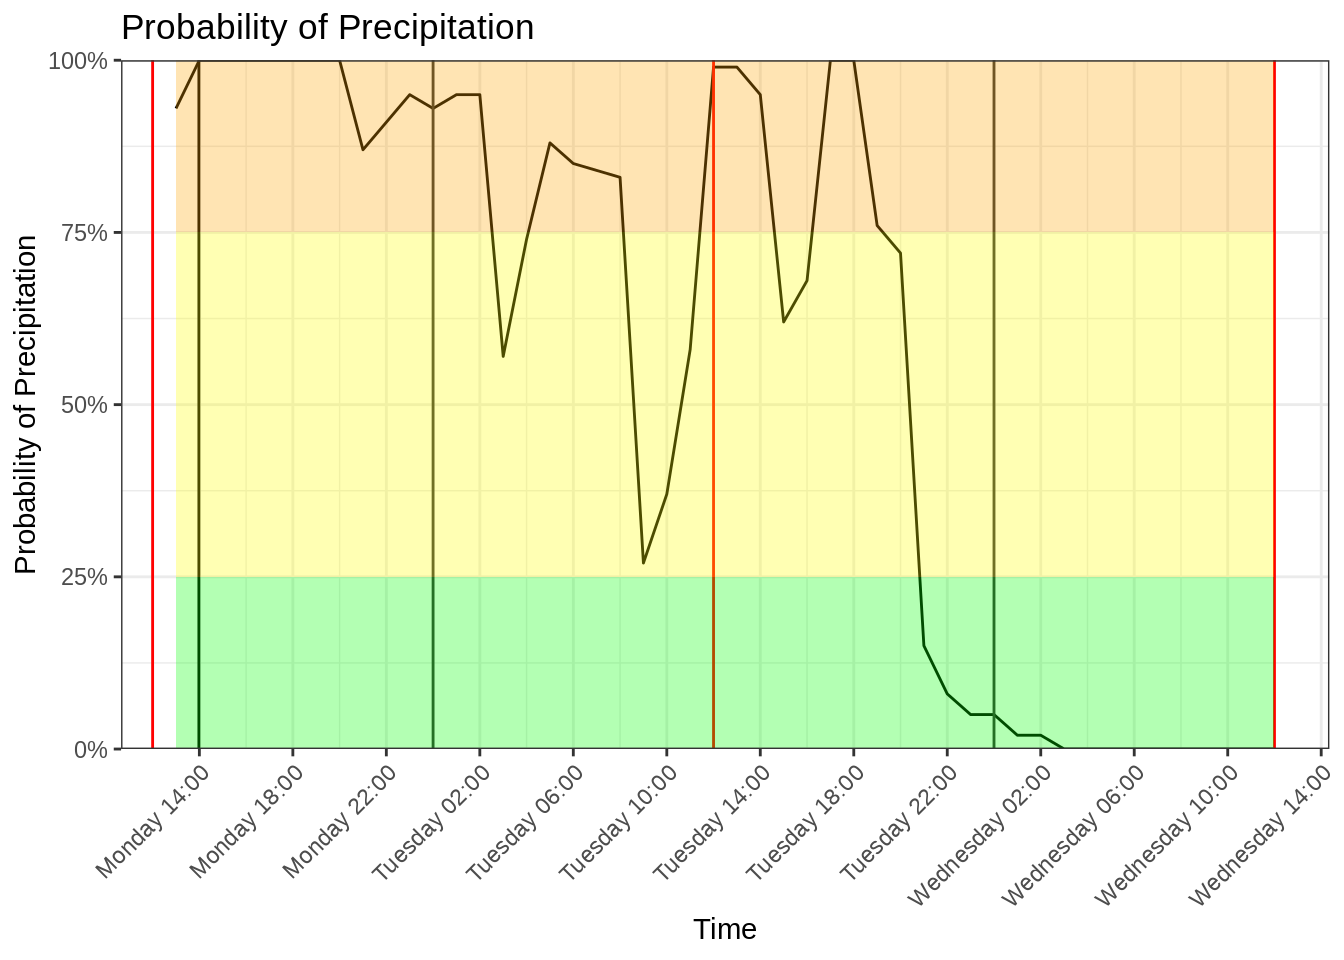 Probability of Precipitation
100%
75%
50%
25%
0%
Probability of Precipitation
Monday 14:00
Monday 18:00
Monday 22:00
Tuesday 02:00
Tuesday 06:00
Tuesday 10:00
Tuesday 14:00
Tuesday 18:00
Tuesday 22:00
Wednesday 02:00
Wednesday 06:00
Wednesday 10:00
Wednesday 14:00
Time